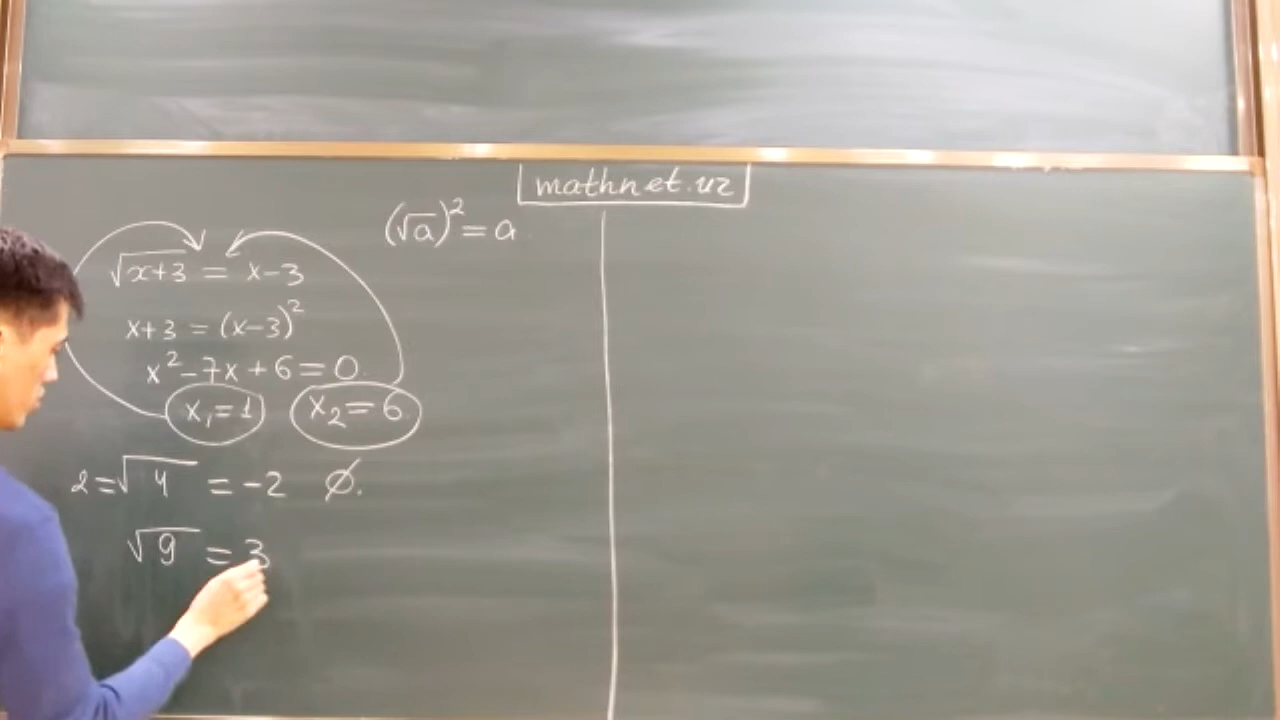 mathnet.uz
(√a)² = a
√x+3 = x-3
x+3 = (x-3)²
x²-7x+6=0.
x₁=1 x₂=6
2=√4 = -2 ∅.
√9 = 3